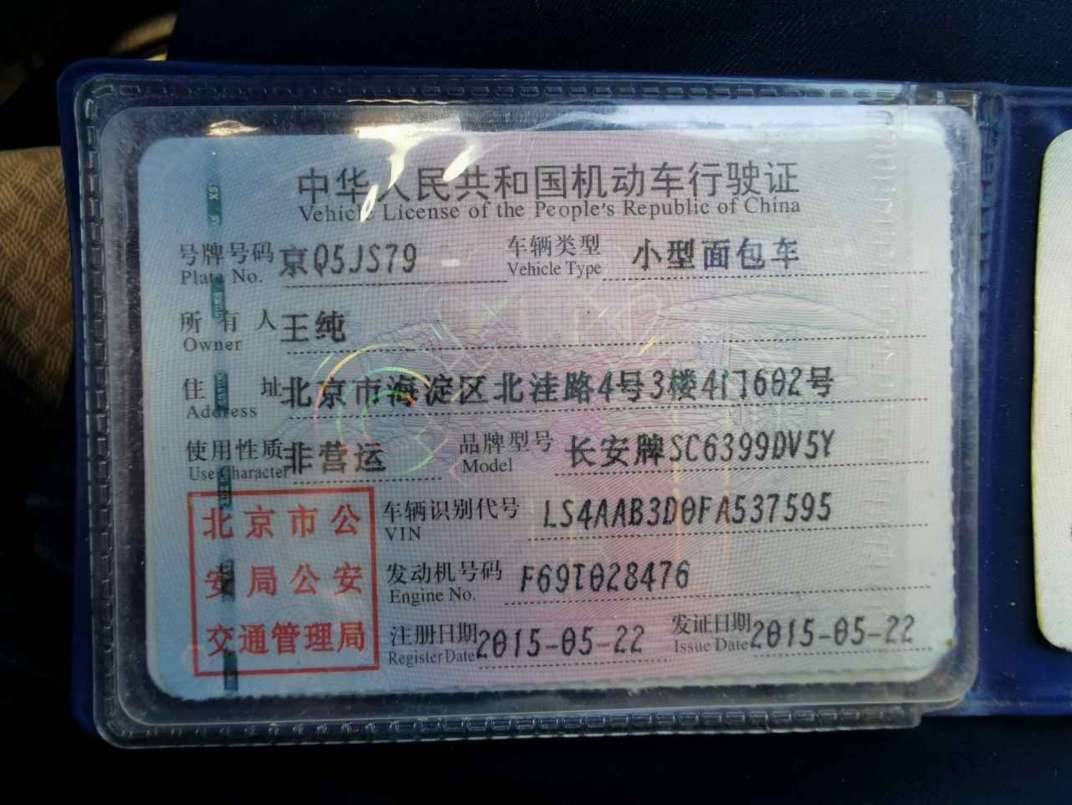 中华人民共和国机动车行驶证
Vehicle License of the People's Republic of China
号牌号码 京Q5JS79 车辆类型 小型面包车
Plate No. Vehicle Type
所有人 王纯
Owner
住址 北京市海淀区北洼路4号3楼4门602号
Address
使用性质 非营运 品牌型号 长安牌SC6399DV5Y
Use Character Model
北京市公安局公安交通管理局
车辆识别代号 LS4AAB3D0FA537595
VIN
发动机号码 F69T028476
Engine No.
注册日期 2015-05-22 发证日期 2015-05-22
Register Date Issue Date